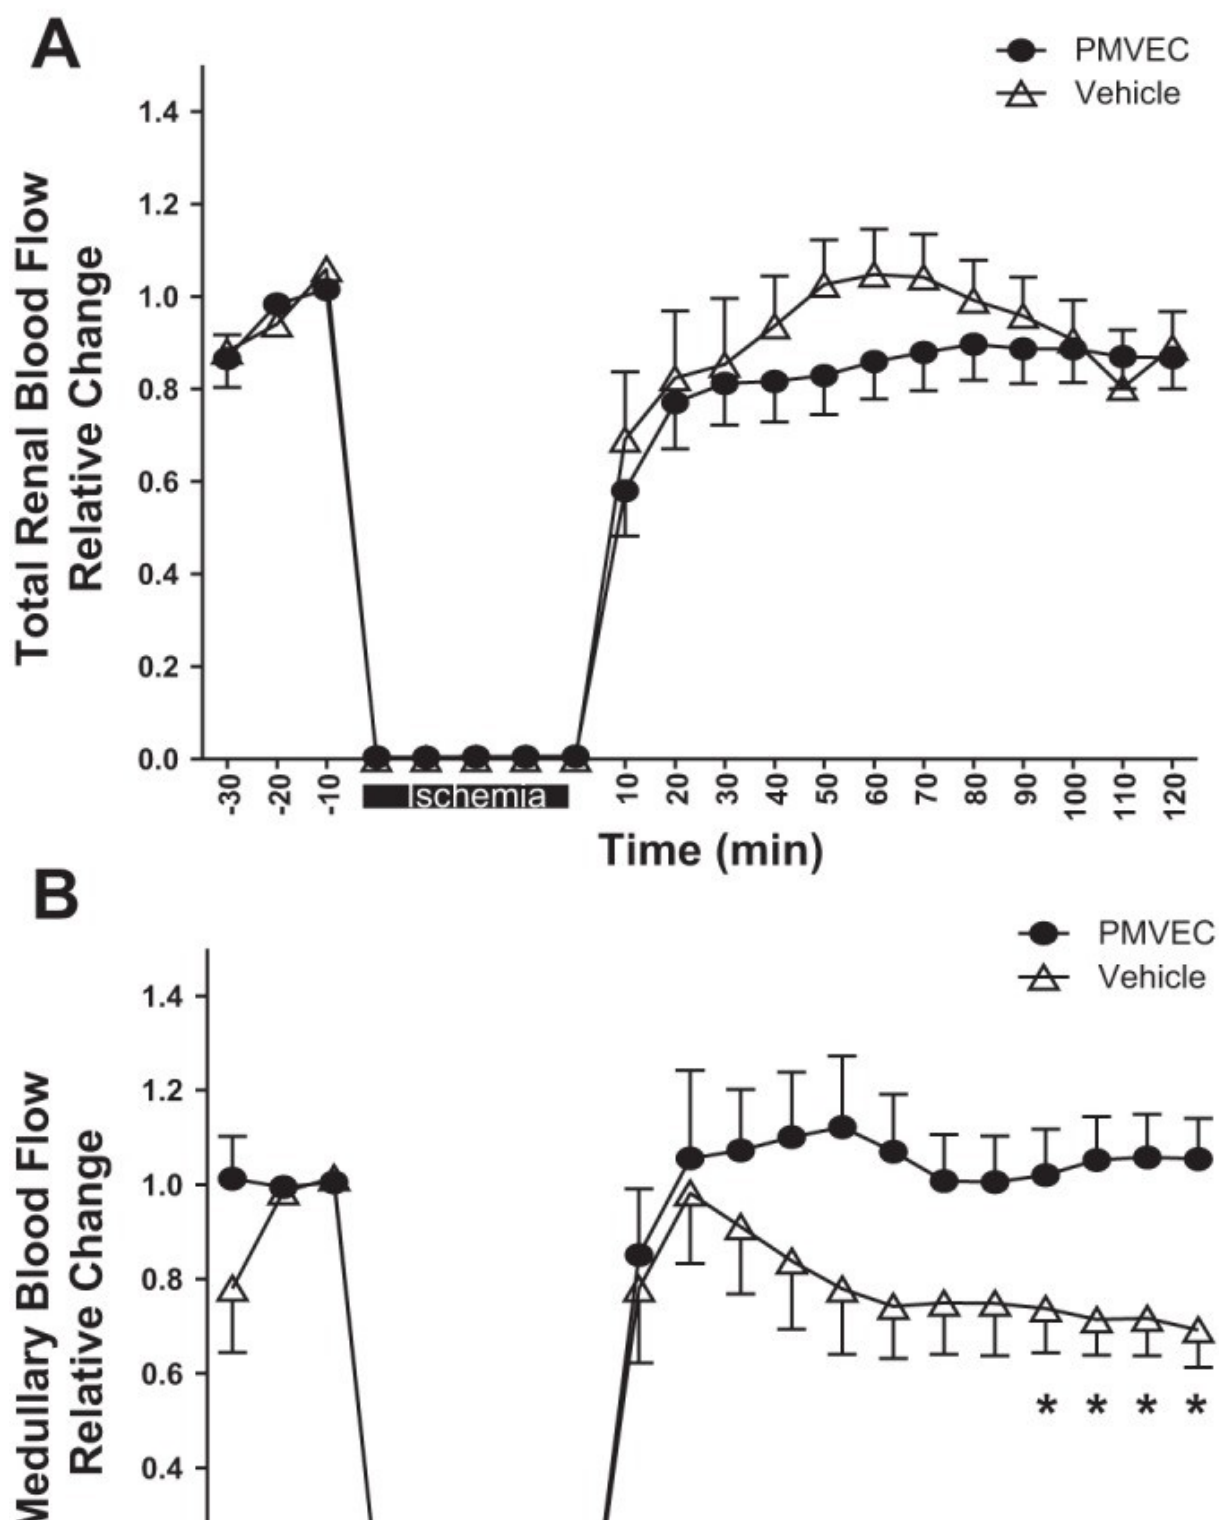 A
PMVEC
Vehicle
Total Renal Blood Flow
Relative Change
1.4
1.2
1.0
0.8
0.6
0.4
0.2
0.0
-30 -20 -10 Ischemia 10 20 30 40 50 60 70 80 90 100 110 120
Time (min)
B
PMVEC
Vehicle
Medullary Blood Flow
Relative Change
1.4
1.2
1.0
0.8
0.6
0.4
* * * *